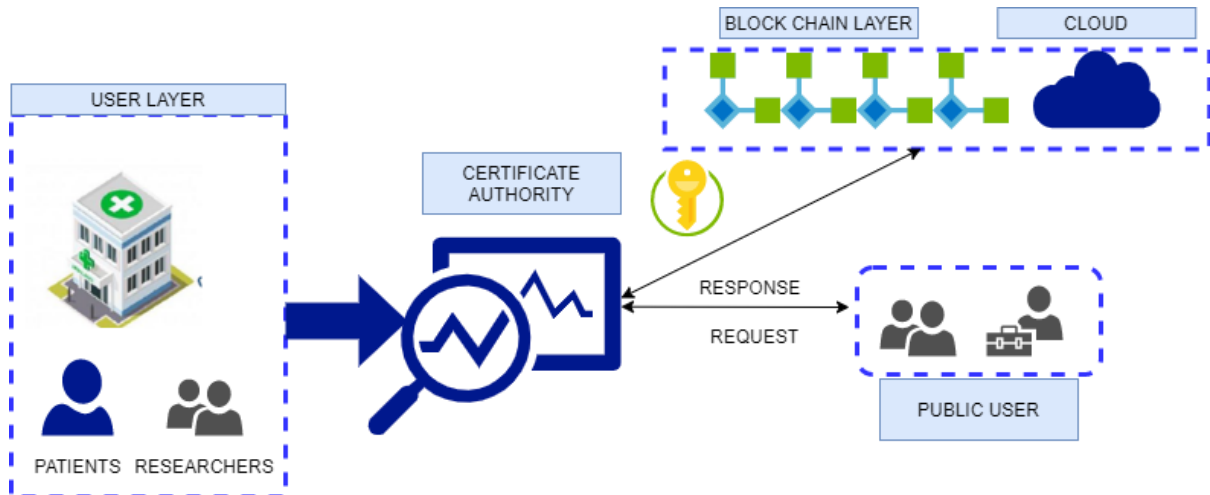 BLOCK CHAIN LAYER
CLOUD
USER LAYER
CERTIFICATE
AUTHORITY
RESPONSE
REQUEST
PUBLIC USER
PATIENTS
RESEARCHERS